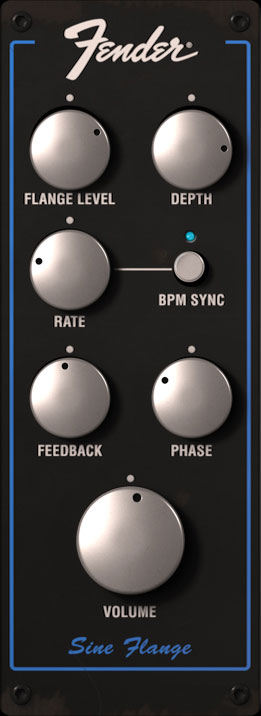 Fender®
FLANGE LEVEL DEPTH
RATE
BPM SYNC
FEEDBACK PHASE
VOLUME
Sine Flange